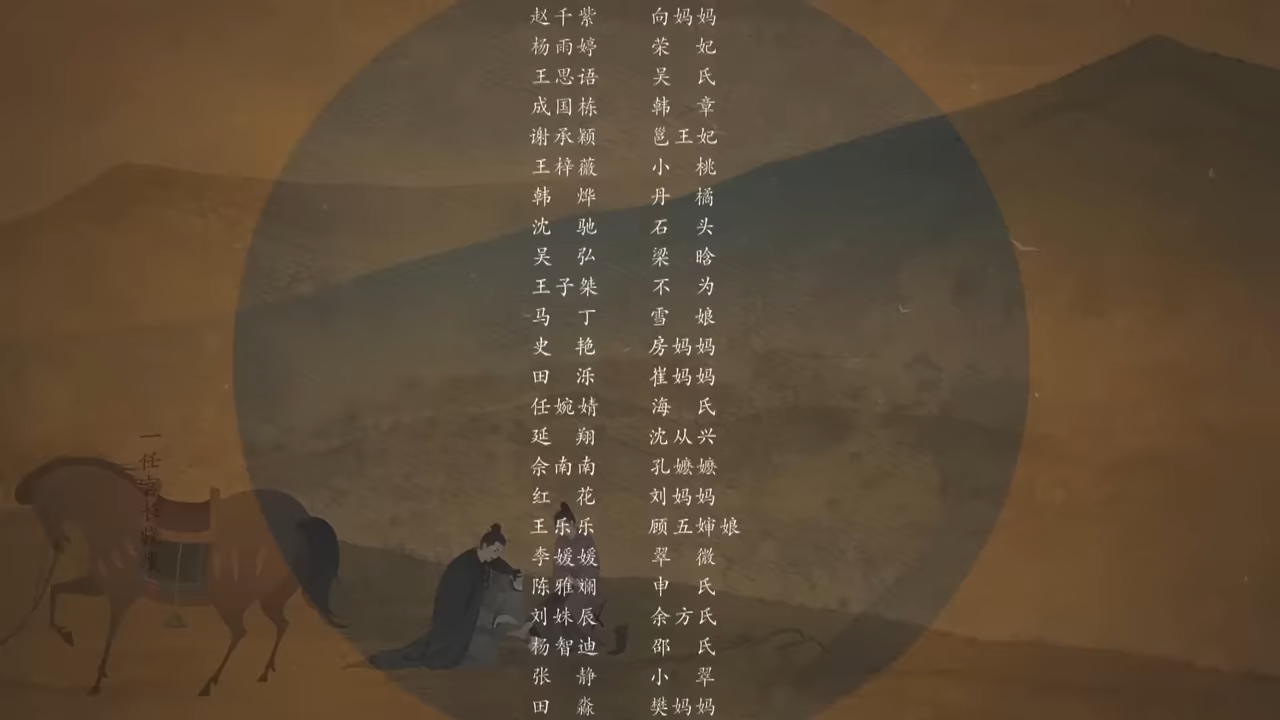 赵千紫 向妈妈
杨雨婷 荣妃
王思语 吴氏
成国栋 韩章
谢承颖 邕王妃
王梓薇 小桃
韩烨 丹橘
沈驰 石头
吴弘 梁晗
王子桀 不为
马丁 雪娘
史艳 房妈妈
田泺 崔妈妈
任婉婧 海氏
延翔 沈从兴
佘南南 孔嬷嬷
红花 刘妈妈
王乐乐 顾五婶娘
李媛媛 翠微
陈雅斓 申氏
刘姝辰 余方氏
杨智迪 邵氏
张静 小翠
田淼 樊妈妈
一任宫长